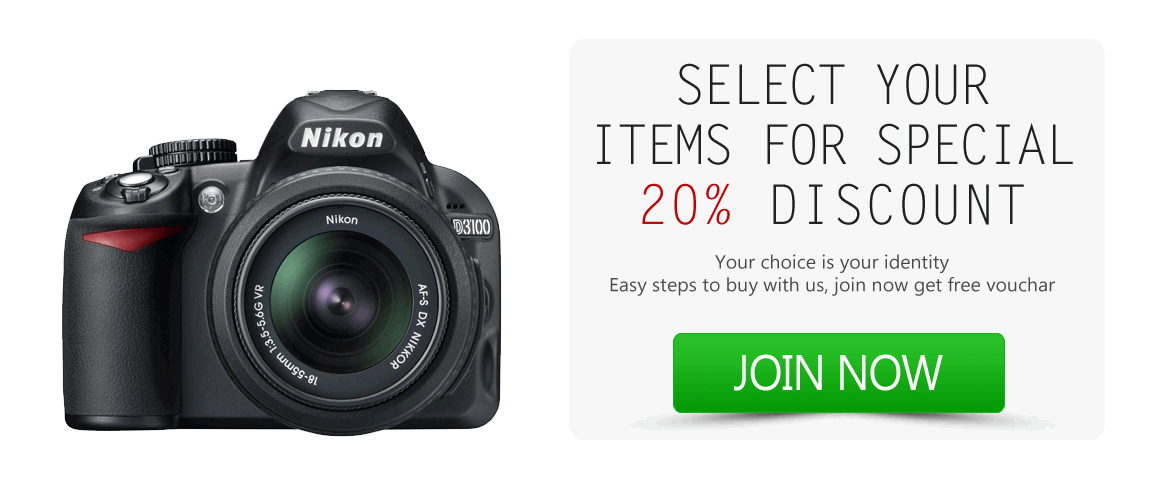 Nikon
D3100
Nikon
18-55mm 1:3.5-5.6G VR
AF-S DX NIKKOR
SELECT YOUR
ITEMS FOR SPECIAL
20% DISCOUNT
Your choice is your identity
Easy steps to buy with us, join now get free vouchar
JOIN NOW